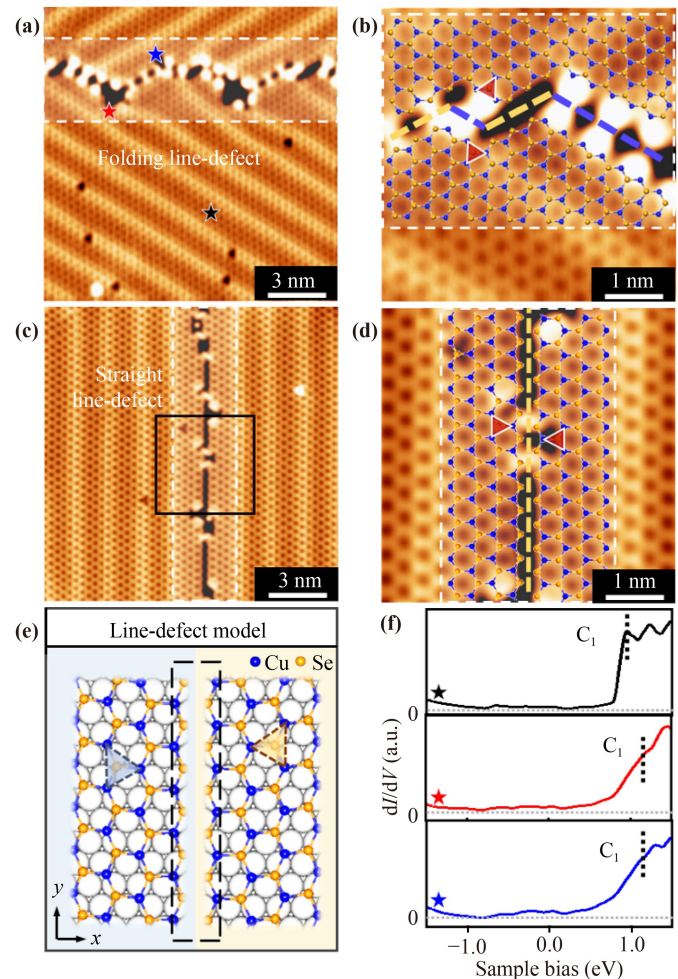 (a)
Folding line-defect
3 nm
(b)
1 nm
(c)
Straight
line-defect
3 nm
(d)
1 nm
(e)
Line-defect model
Cu Se
y
x
(f)
C₁
0
C₁
0
C₁
0
dI/dV (a.u.)
−1.0 0.0 1.0
Sample bias (eV)